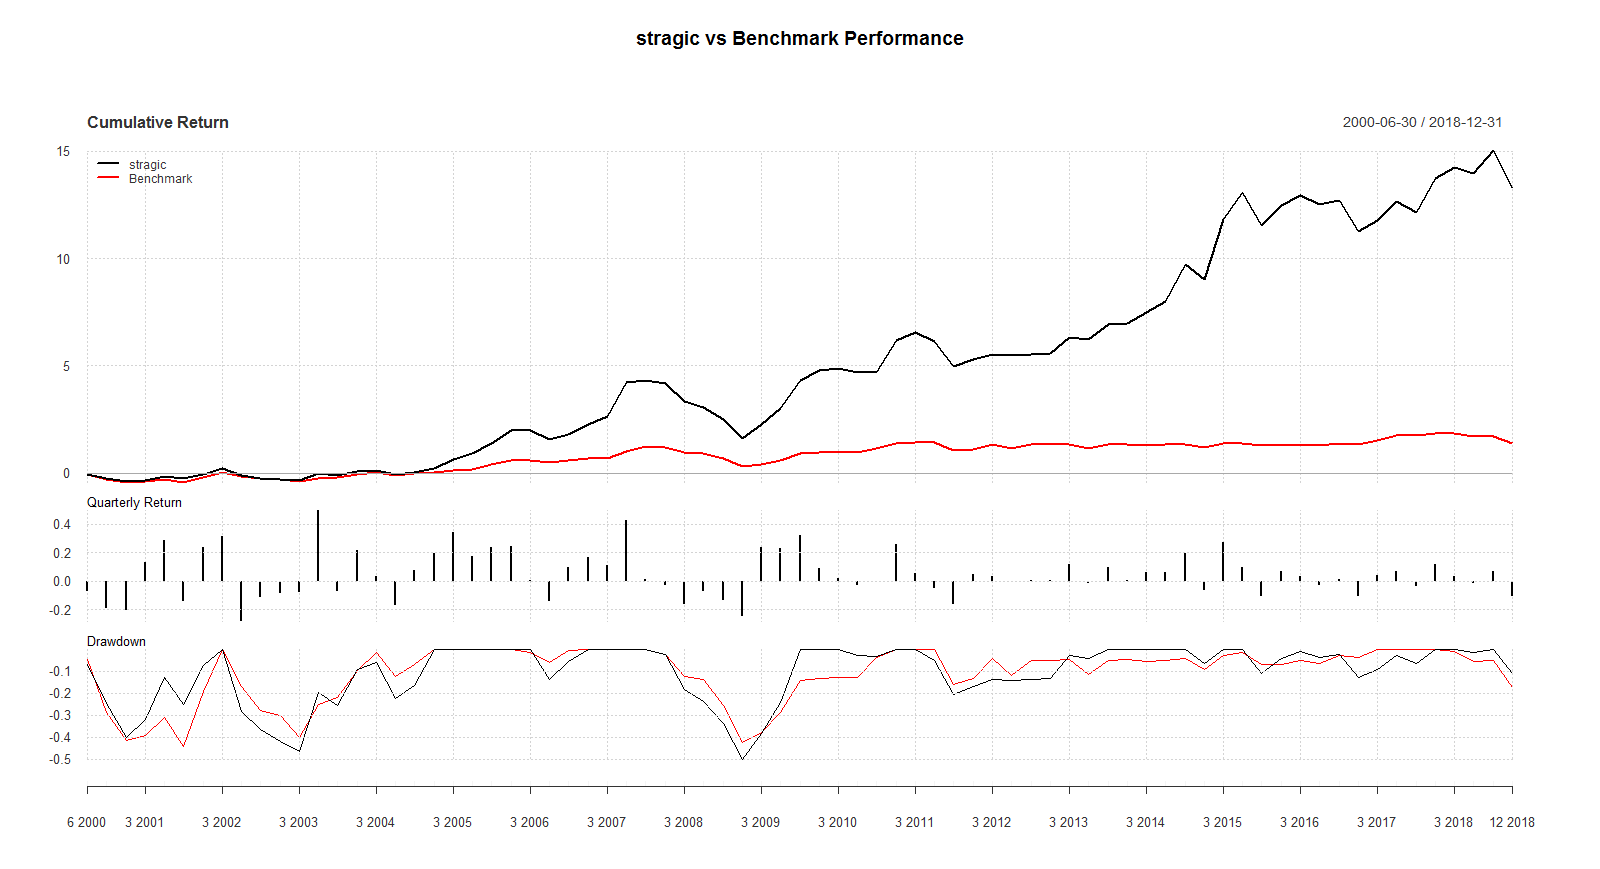 stragic vs Benchmark Performance
Cumulative Return 2000-06-30 / 2018-12-31
15
stragic
Benchmark
10
5
0
Quarterly Return
0.4
0.2
0.0
-0.2
Drawdown
-0.1
-0.2
-0.3
-0.4
-0.5
6 2000 3 2001 3 2002 3 2003 3 2004 3 2005 3 2006 3 2007 3 2008 3 2009 3 2010 3 2011 3 2012 3 2013 3 2014 3 2015 3 2016 3 2017 3 2018 12 2018